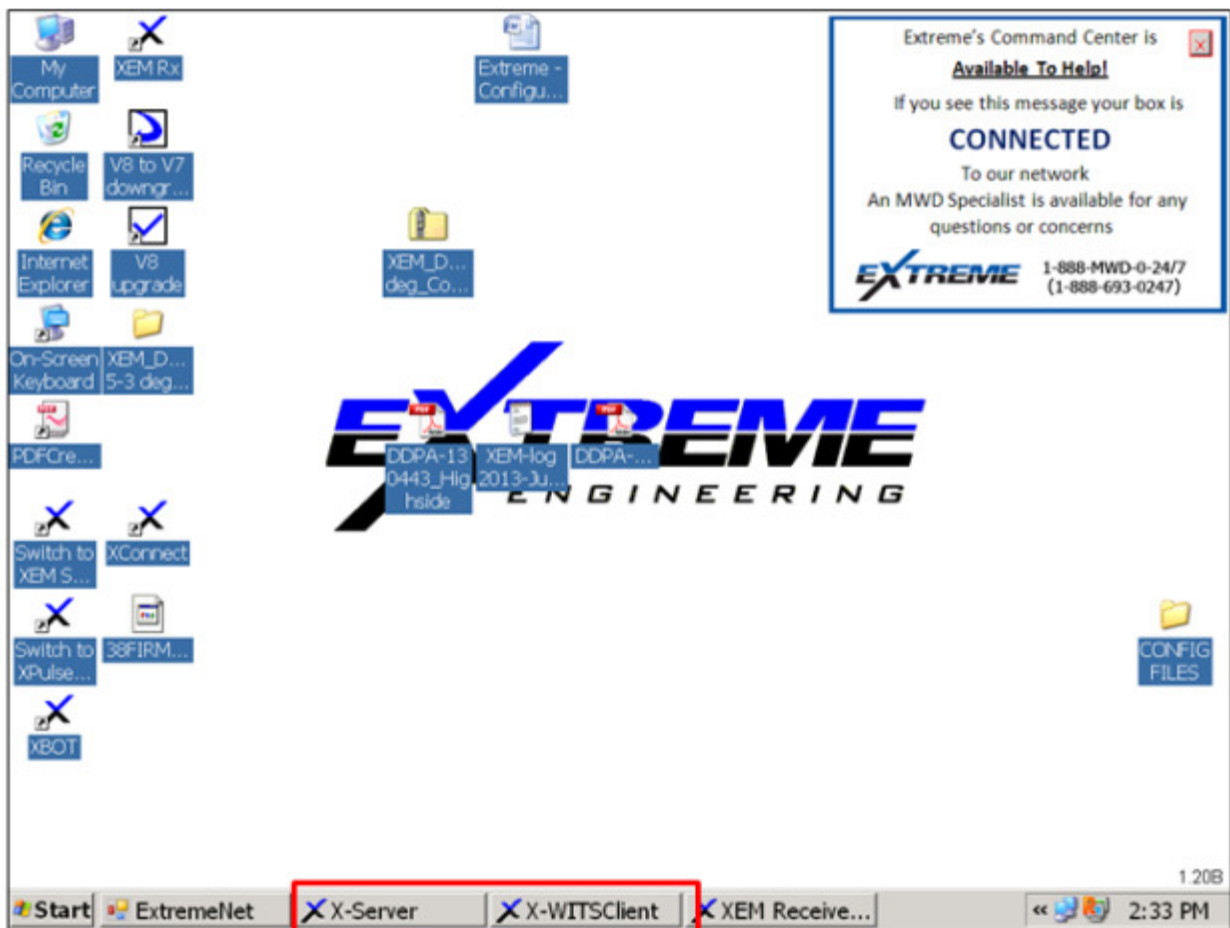 My
Computer
XEM Rx
Extreme -
Configu...
Recycle
Bin
V8 to V7
downgr...
Internet
Explorer
V8
upgrade
XEM_D...
deg_Co...
On-Screen
Keyboard
XEM_D...
5-3 deg...
PDFCre...
DDPA-13
0443_Hig
hside
XEM-log
2013-Ju...
DDPA-...
EXTREME
ENGINEERING
Switch to
XEM S...
XConnect
Switch to
XPulse...
38FIRM...
XBOT
CONFIG
FILES
Extreme's Command Center is
Available To Help!
If you see this message your box is
CONNECTED
To our network
An MWD Specialist is available for any
questions or concerns
EXTREME
1-888-MWD-0-24/7
(1-888-693-0247)
1.20B
Start
ExtremeNet
X-Server
X-WITSClient
XEM Receive...
« 2:33 PM